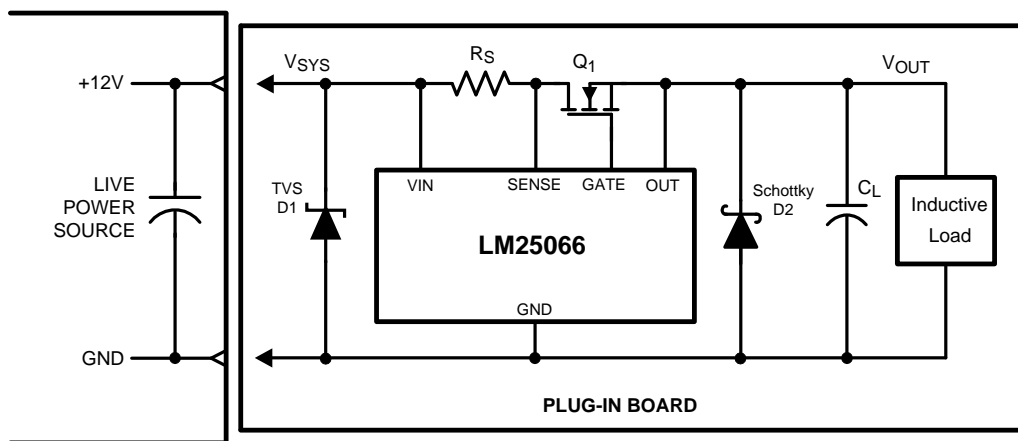 +12V
LIVE
POWER
SOURCE
GND
VSYS
RS
Q1
VOUT
VIN
SENSE
GATE
OUT
TVS
D1
LM25066
GND
Schottky
D2
CL
Inductive
Load
PLUG-IN BOARD